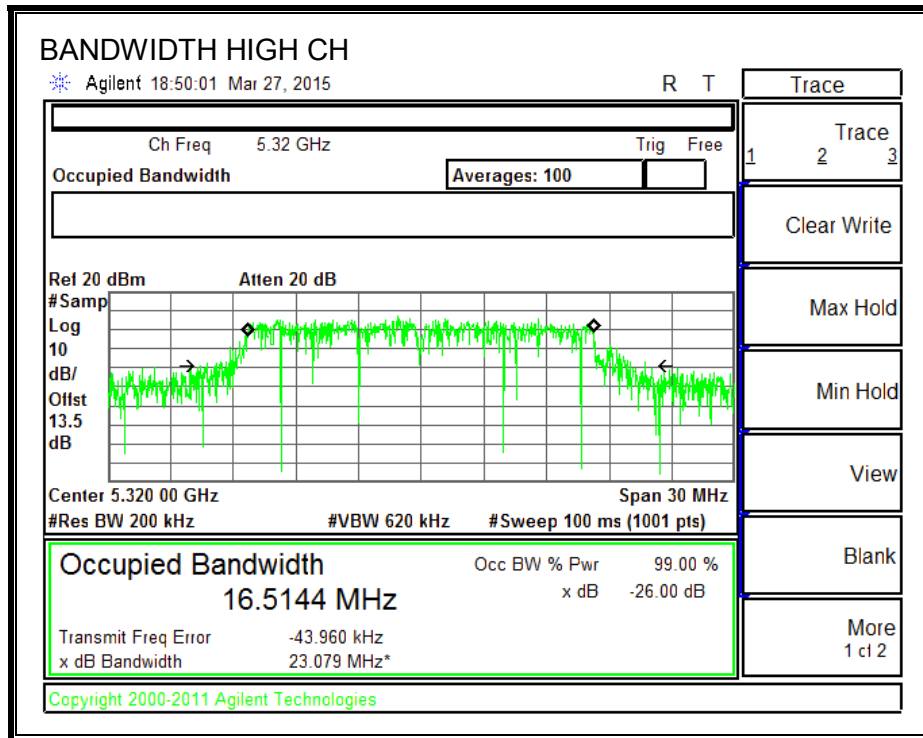 BANDWIDTH HIGH CH
Agilent 18:50:01 Mar 27, 2015 R T
Trace
Ch Freq 5.32 GHz Trig Free
Occupied Bandwidth Averages: 100
Ref 20 dBm Atten 20 dB
#Samp
Log
10
dB/
Offst
13.5
dB
Center 5.320 00 GHz Span 30 MHz
#Res BW 200 kHz #VBW 620 kHz #Sweep 100 ms (1001 pts)
Occupied Bandwidth
16.5144 MHz
Occ BW % Pwr 99.00 %
x dB -26.00 dB
Transmit Freq Error -43.960 kHz
x dB Bandwidth 23.079 MHz*
Copyright 2000-2011 Agilent Technologies
Trace
1 2 3
Clear Write
Max Hold
Min Hold
View
Blank
More
1 of 2